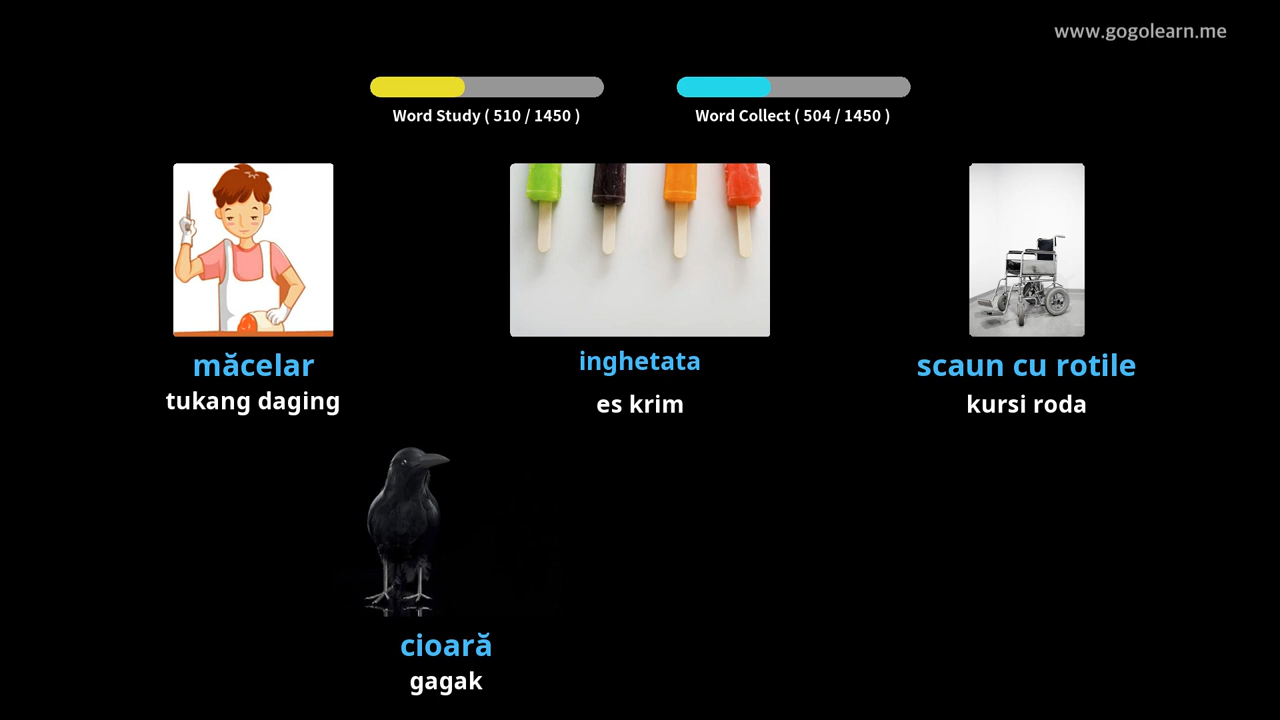 www.gogolearn.me
Word Study ( 510 / 1450 )
Word Collect ( 504 / 1450 )
măcelar
tukang daging
inghetata
es krim
scaun cu rotile
kursi roda
cioară
gagak